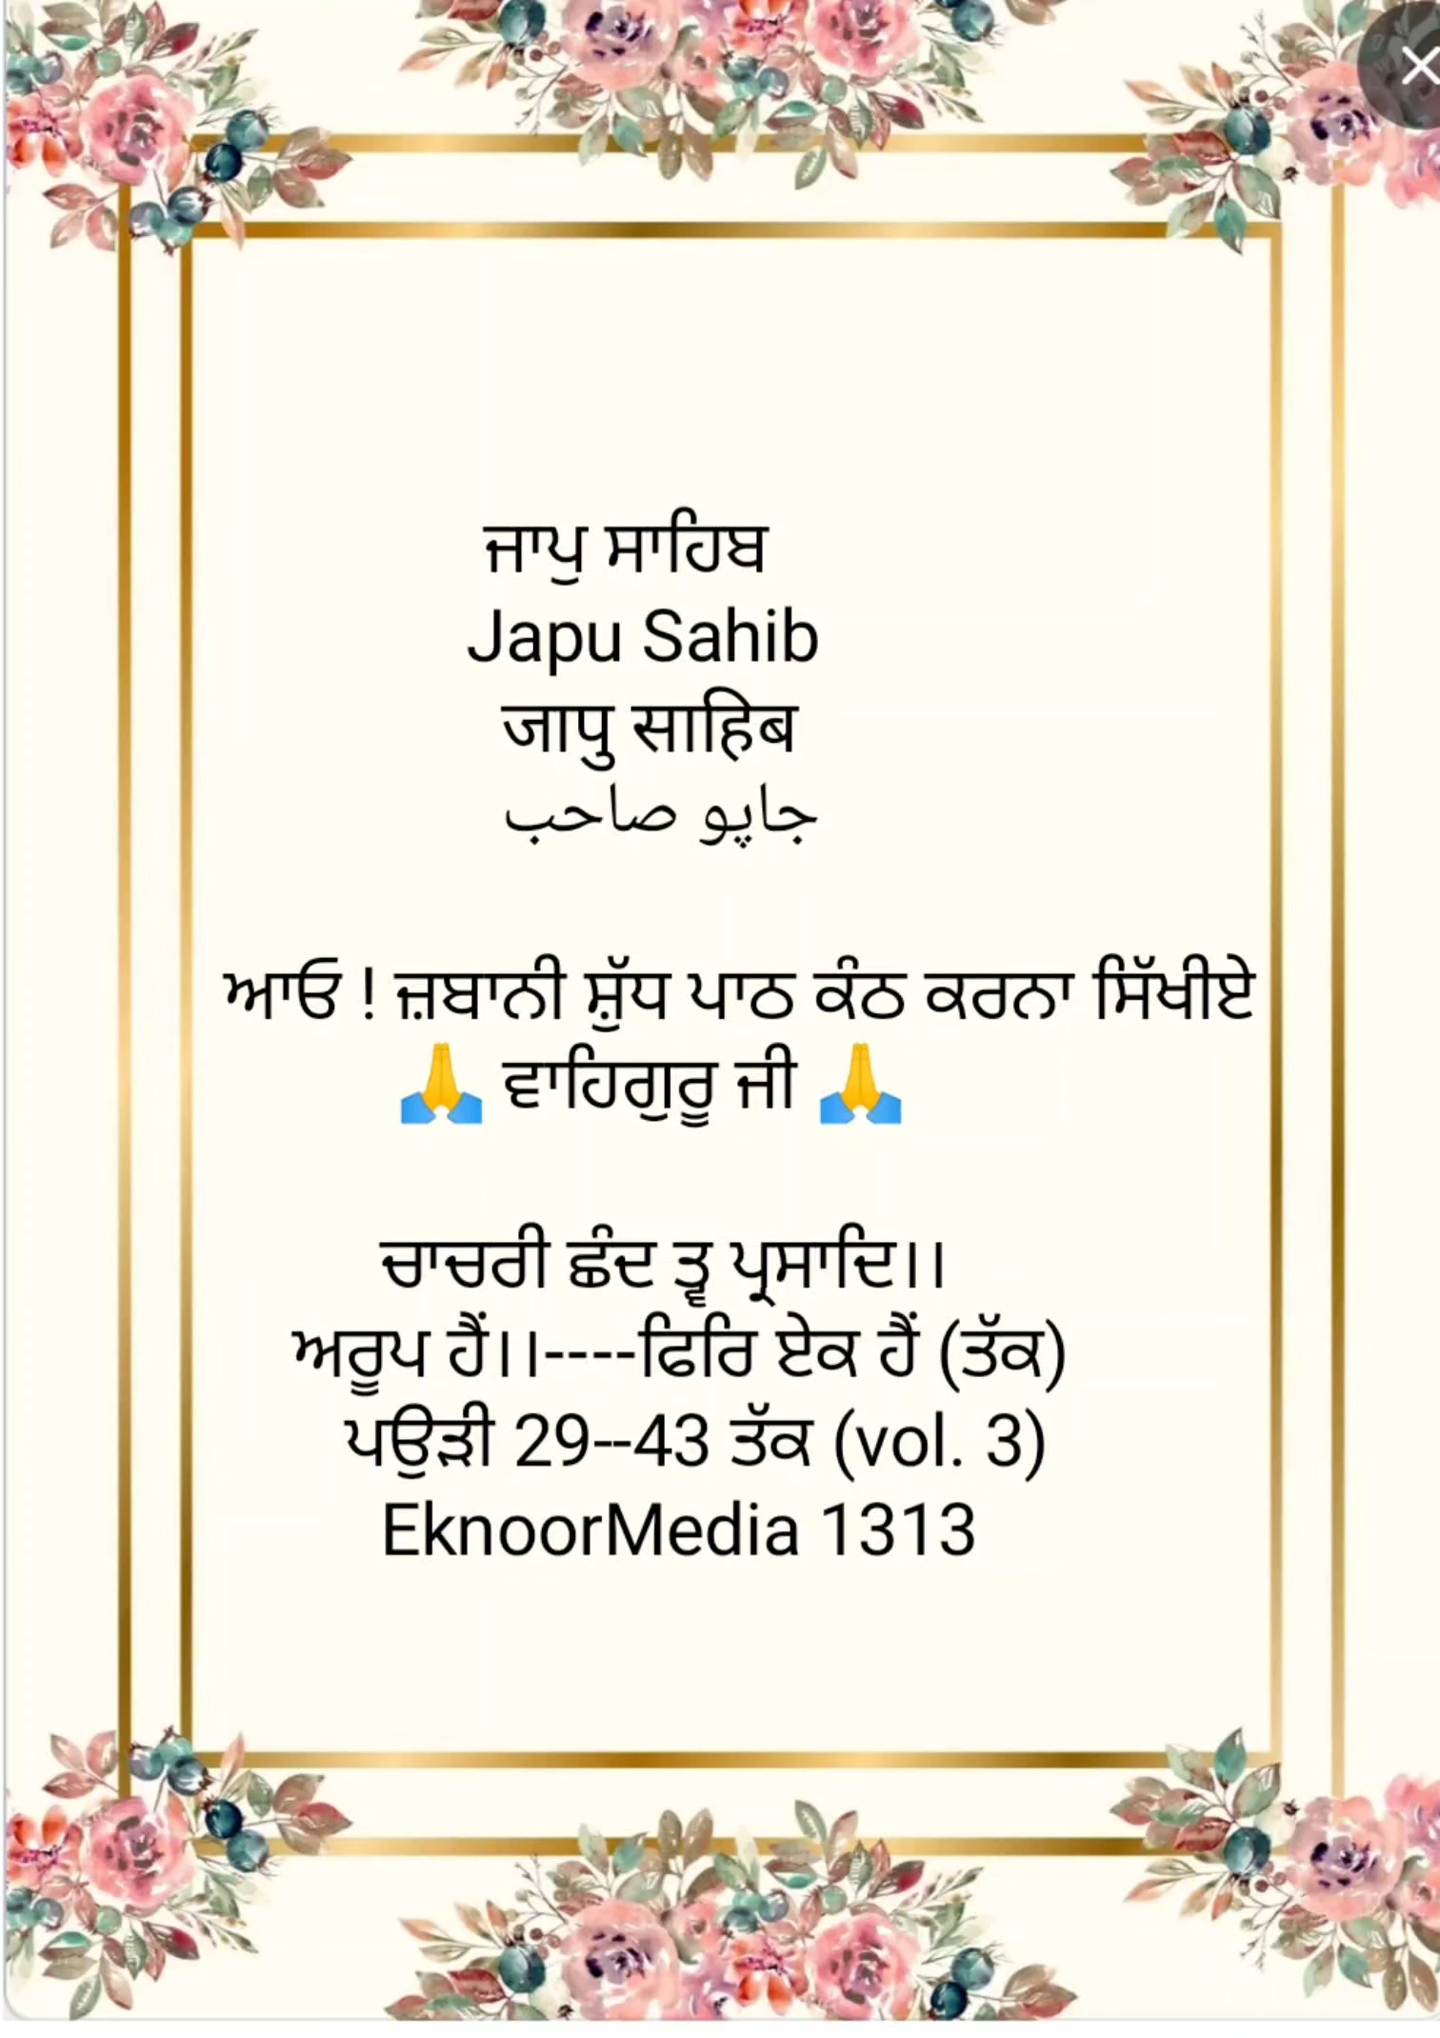 ਜਾਪੁ ਸਾਹਿਬ
Japu Sahib
जाधु साहिब
جاپو صاحب
ਆਓ ! ਜ਼ਬਾਨੀ ਸ਼ੁੱਧ ਪਾਠ ਕੰਠ ਕਰਨਾ ਸਿੱਖੀਏ
🙏 ਵਾਹਿਗੁਰੂ ਜੀ 🙏
ਚਾਚਰੀ ਛੰਦ ਤ੍ਵ ਪ੍ਰਸਾਦਿ।।
ਅਰੂਪ ਹੈਂ।।----ਫਿਰਿ ਏਕ ਹੈਂ (ਤੱਕ)
ਪਉੜੀ 29--43 ਤੱਕ (vol. 3)
EknoorMedia 1313